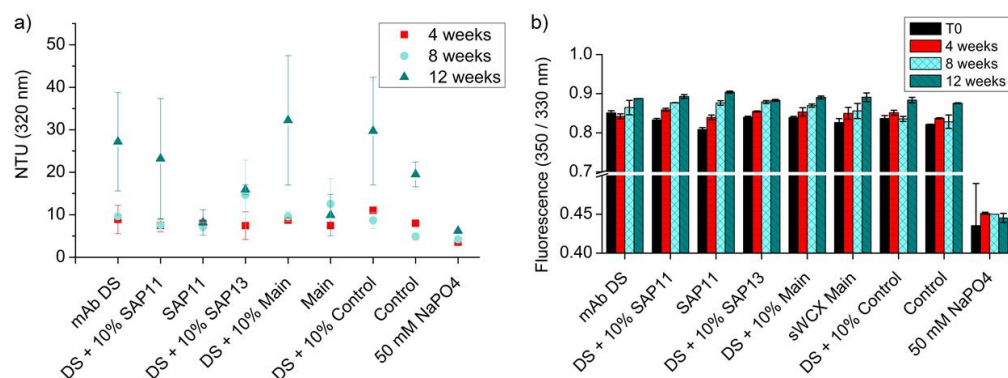 a)
4 weeks
8 weeks
12 weeks
NTU (320 nm)
50
40
30
20
10
0
mAb DS
DS + 10% SAP11
SAP11
DS + 10% SAP13
DS + 10% Main
Main
DS + 10% Control
Control
50 mM NaPO4
b)
T0
4 weeks
8 weeks
12 weeks
Fluorescence (350 / 330 nm)
1.0
0.9
0.8
0.7
0.45
0.40
mAb DS
DS + 10% SAP11
SAP11
DS + 10% SAP13
DS + 10% Main
sWCX Main
DS + 10% Control
Control
50 mM NaPO4